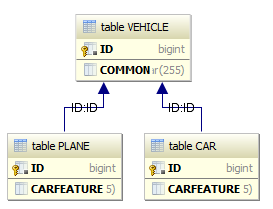 table VEHICLE
ID bigint
COMMON r(255)
ID:ID ID:ID
table PLANE
ID bigint
CARFEATURE 5)
table CAR
ID bigint
CARFEATURE 5)